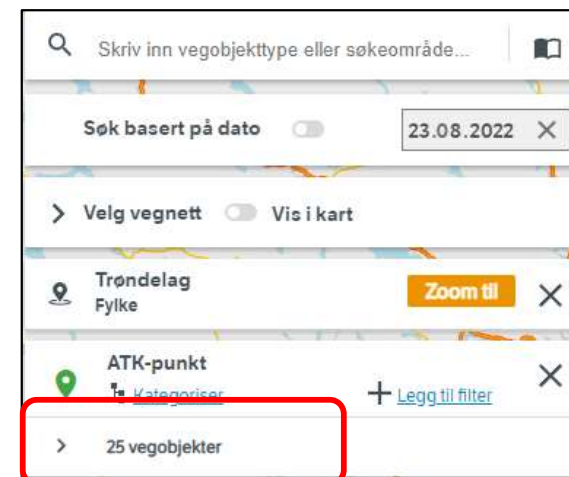 Skriv inn vegobjekttype eller søkeområde...
Søk basert på dato 23.08.2022
Velg vegnett Vis i kart
Trøndelag
Fylke
Zoom til
ATK-punkt
Kategoriser Legg til filter
25 vegobjekter